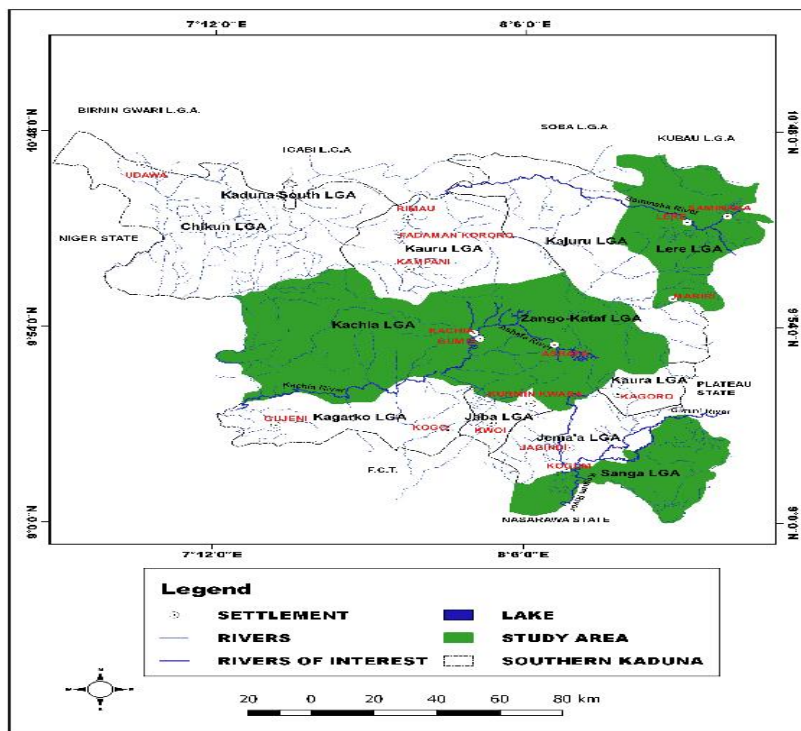 7°12'0"E
8°6'0"E
BIRNIN GWARI L.G.A.
SOBA L.G.A
10°48'0"N
10°48'0"N
KUBAU L.G.A
UDAWA
Kaduna South LGA
RIMAU
SAMINAKA
LERE
Chikun LGA
NIGER STATE
Kauru LGA
Kajuru LGA
Lere LGA
KAMPANI
MARIRI
Kachia LGA
Zango-Kataf LGA
9°54'0"N
9°54'0"N
KACHIA
Kachia River
Kaura LGA
PLATEAU
STATE
KAGORO
Kagarko LGA
Jaba LGA
KWOI
Jema'a LGA
JAGINDI
F.C.T.
Sanga LGA
NASARAWA STATE
9°0'0"N
9°0'0"N
7°12'0"E
8°6'0"E
Legend
SETTLEMENT
LAKE
RIVERS
STUDY AREA
RIVERS OF INTEREST
SOUTHERN KADUNA
20 0 20 40 60 80 km